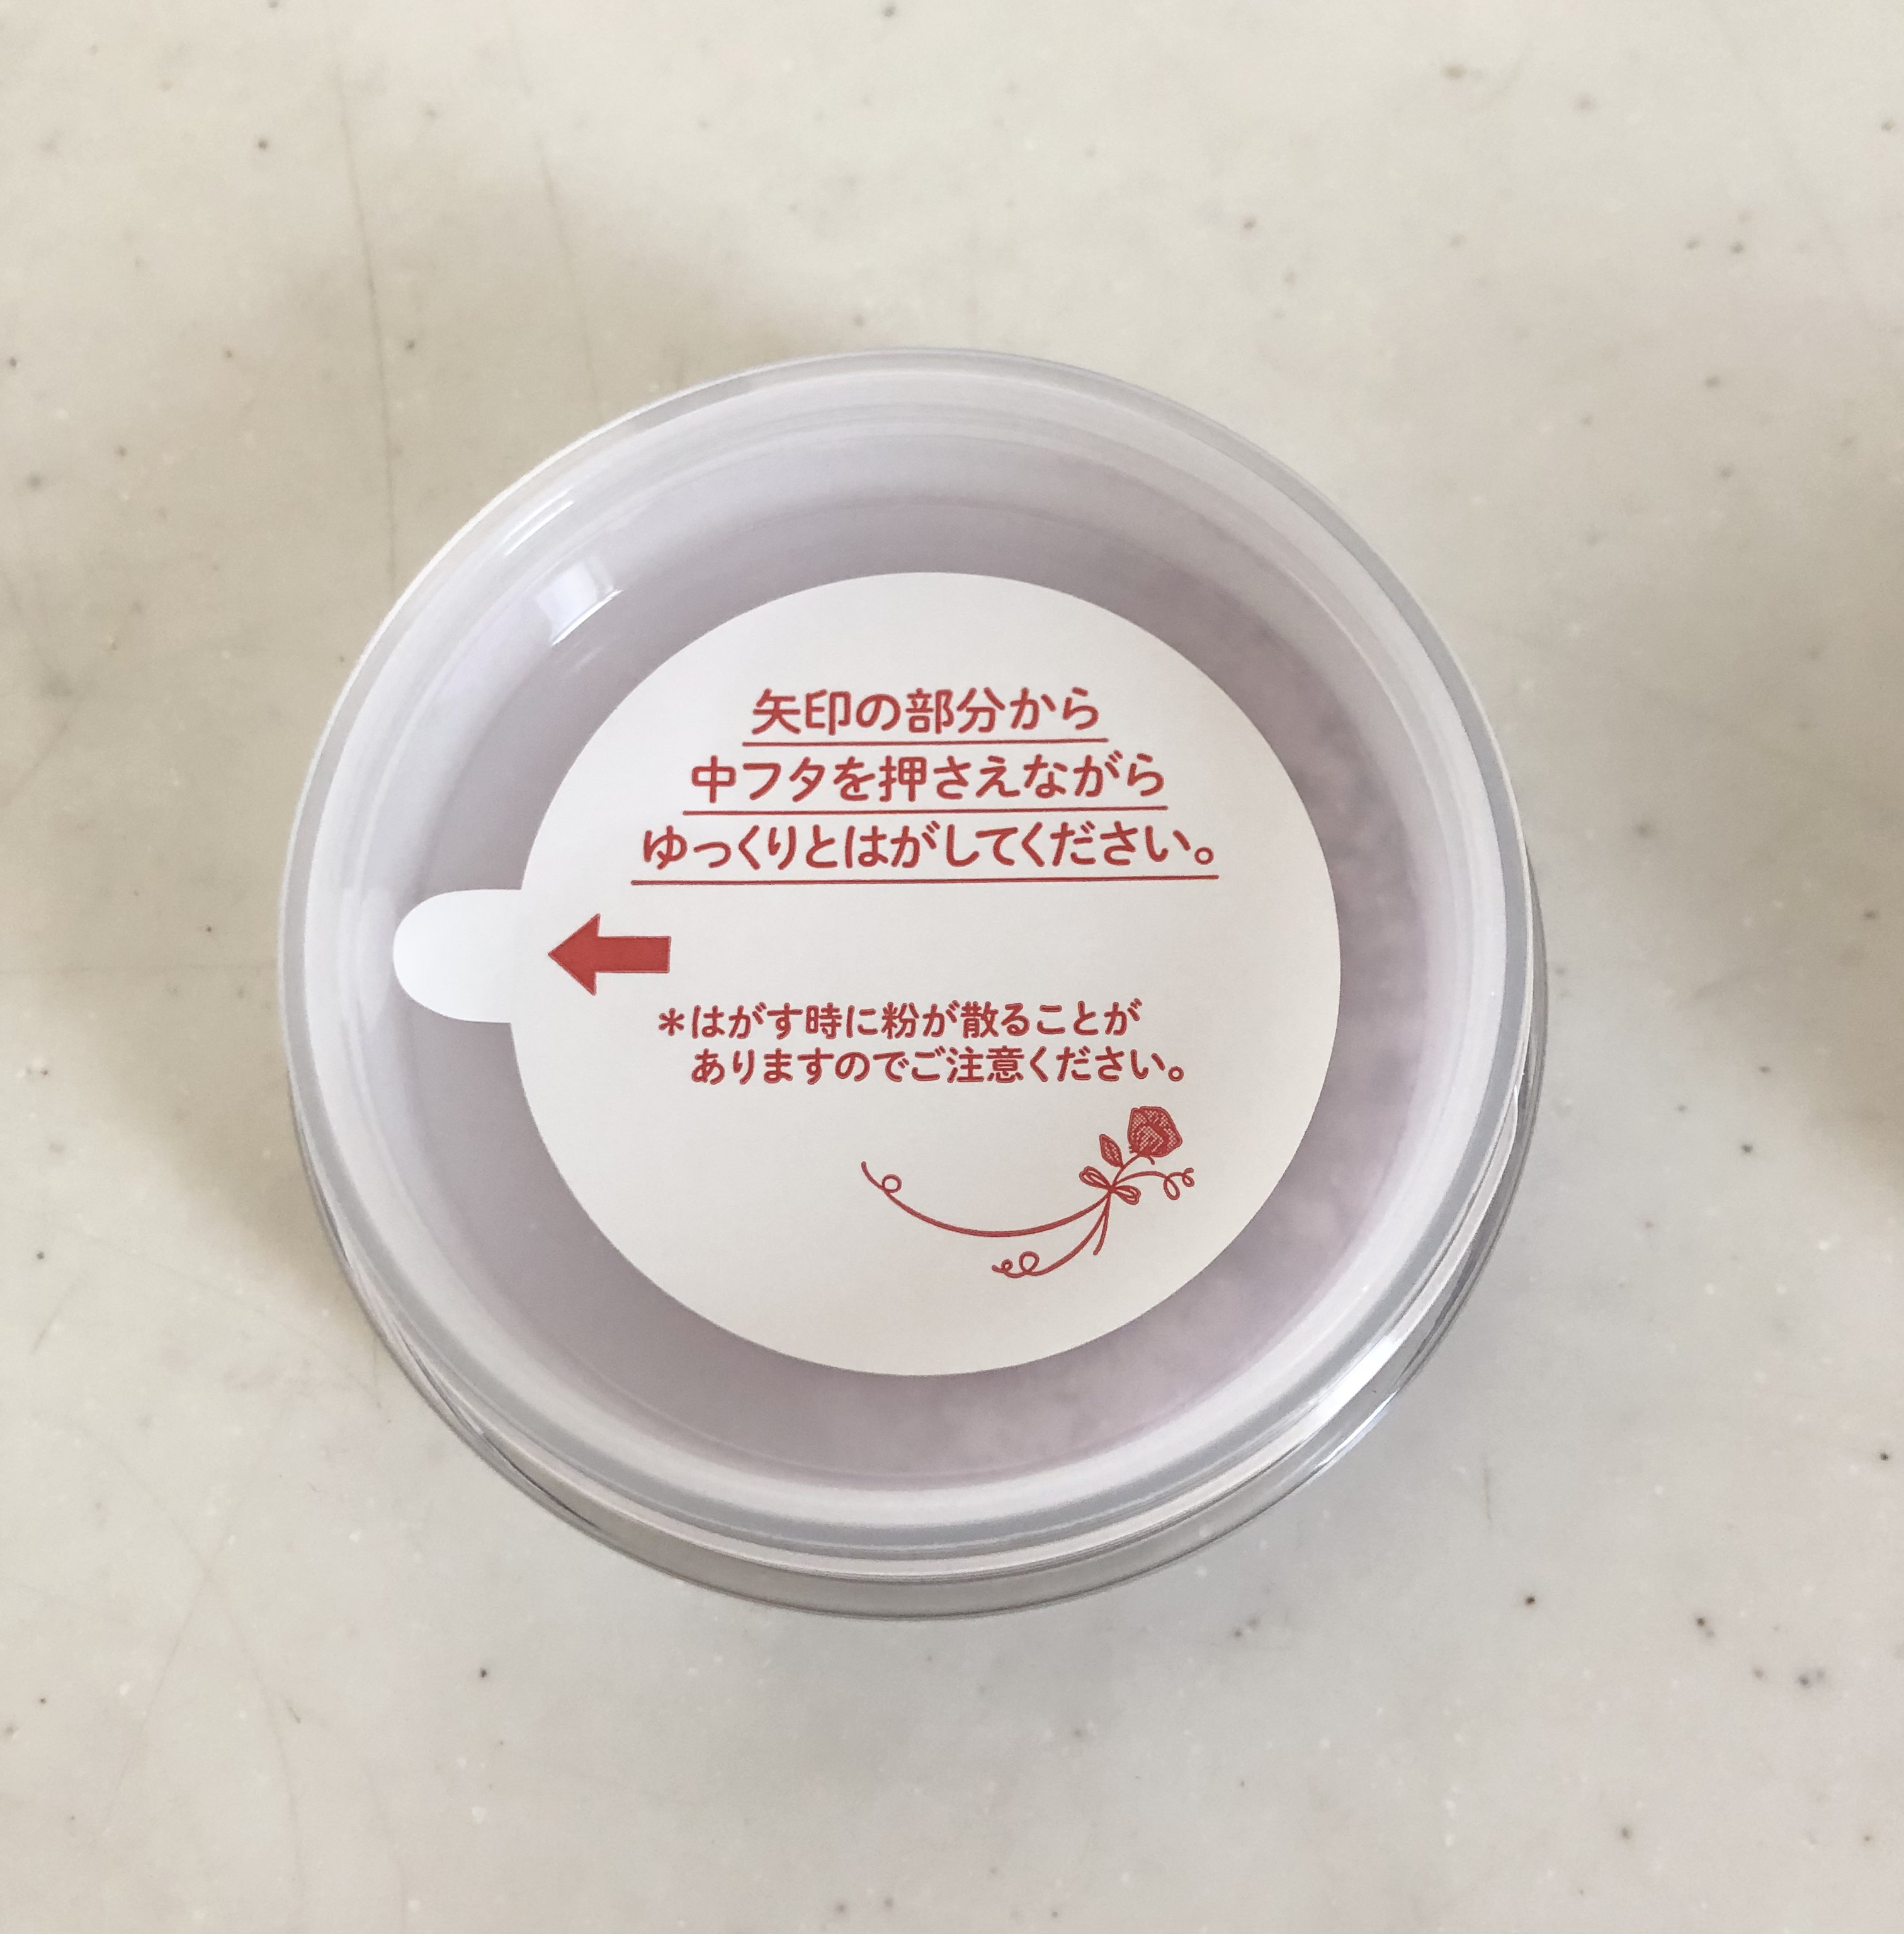 矢印の部分から
中フタを押さえながら
ゆっくりとはがしてください。
＊はがす時に粉が散ることが
ありますのでご注意ください。